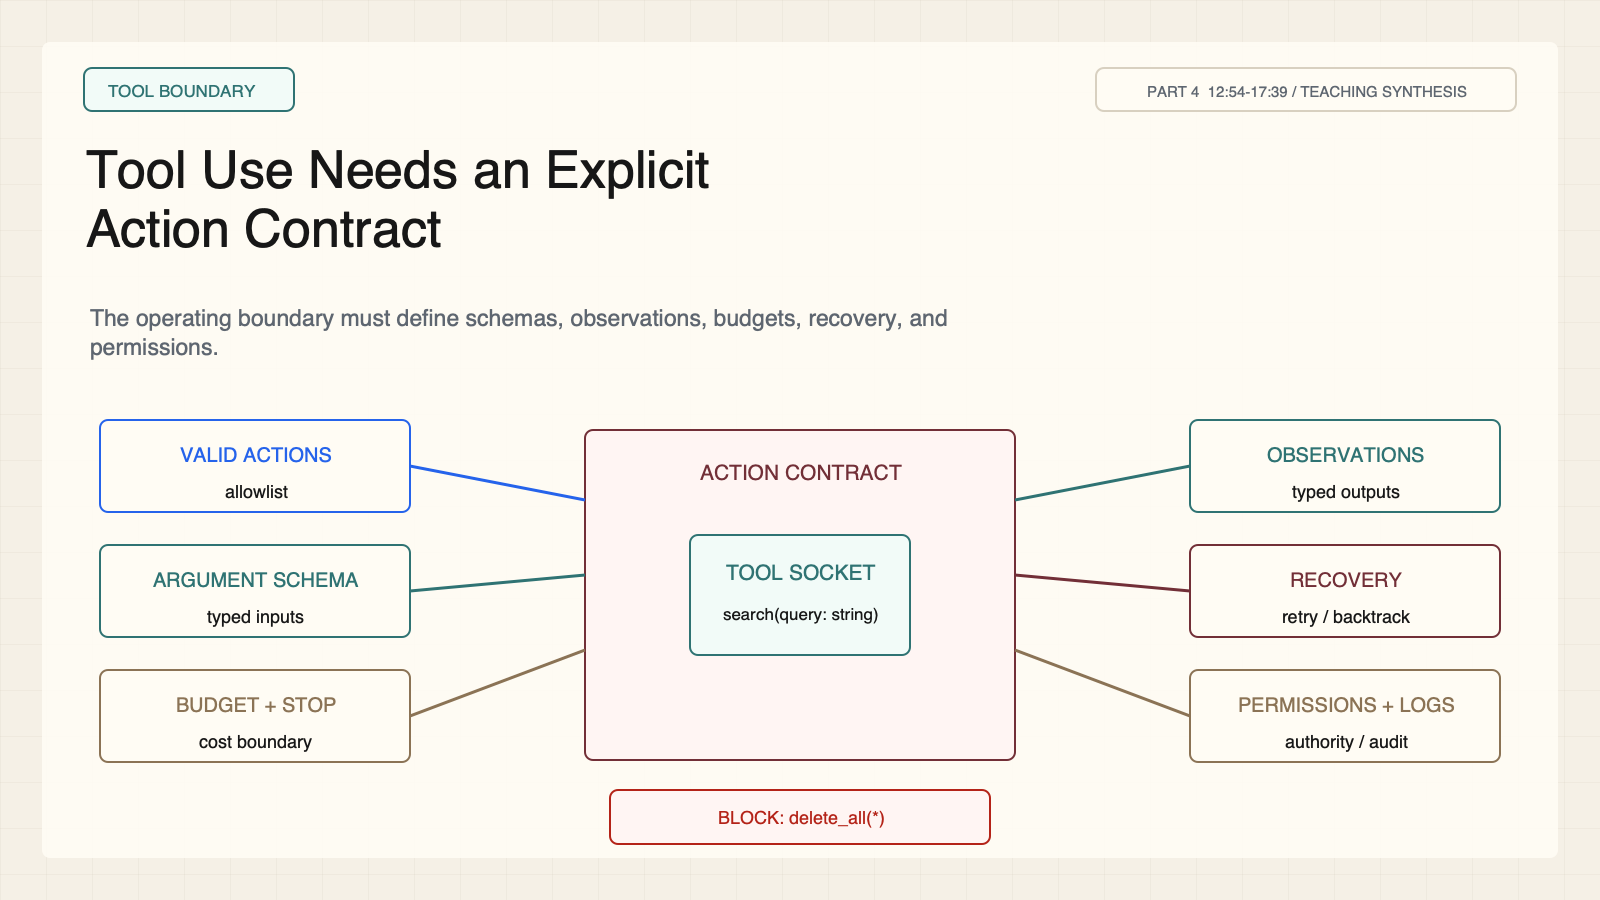 TOOL BOUNDARY
PART 4 12:54-17:39 / TEACHING SYNTHESIS
Tool Use Needs an Explicit
Action Contract
The operating boundary must define schemas, observations, budgets, recovery, and
permissions.
VALID ACTIONS
allowlist
ARGUMENT SCHEMA
typed inputs
BUDGET + STOP
cost boundary
ACTION CONTRACT
TOOL SOCKET
search(query: string)
OBSERVATIONS
typed outputs
RECOVERY
retry / backtrack
PERMISSIONS + LOGS
authority / audit
BLOCK: delete_all(*)